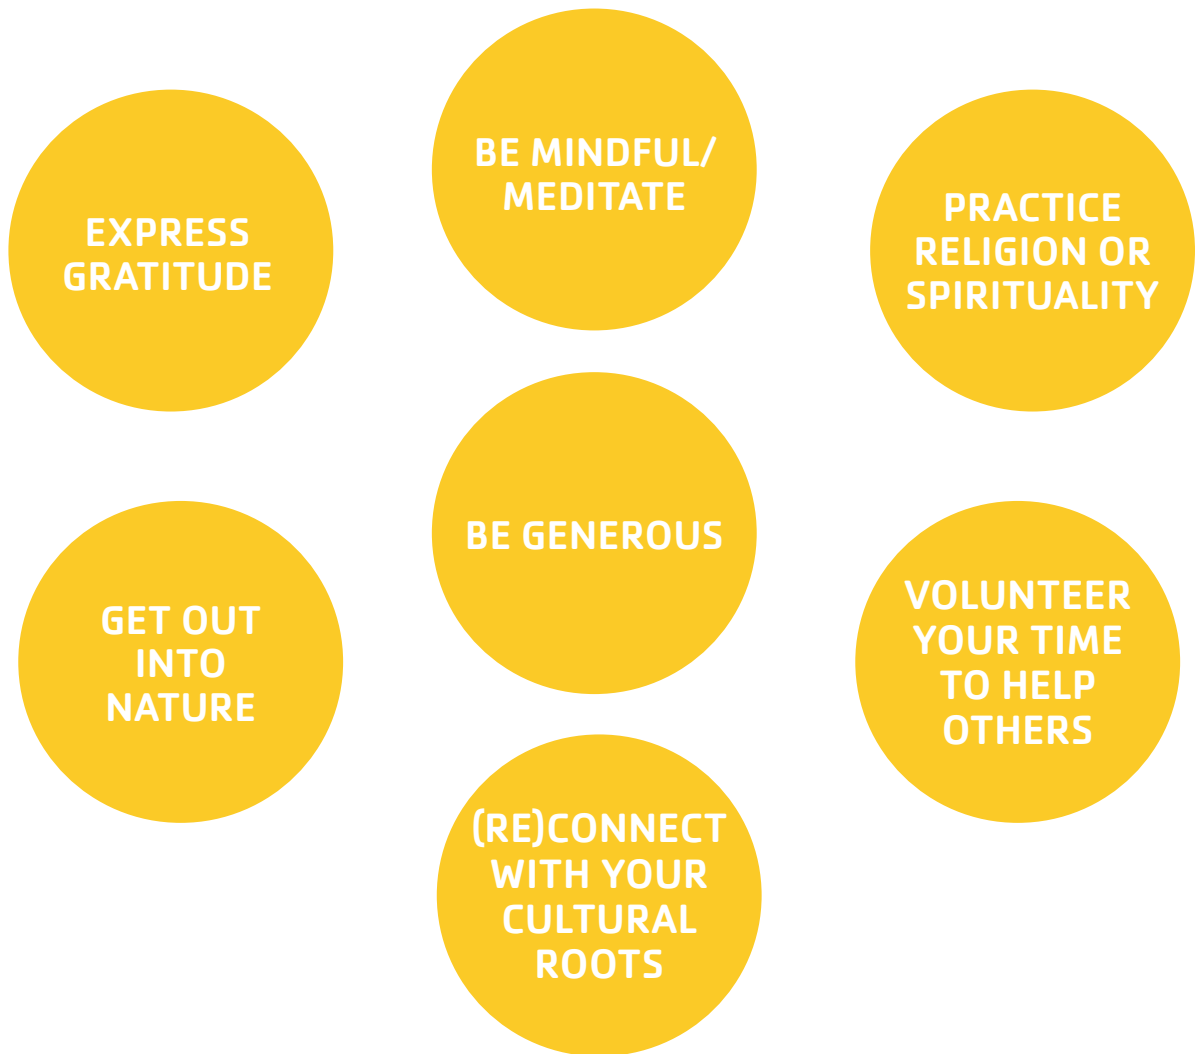 EXPRESS
GRATITUDE
BE MINDFUL/
MEDITATE
PRACTICE
RELIGION OR
SPIRITUALITY
GET OUT
INTO
NATURE
BE GENEROUS
VOLUNTEER
YOUR TIME
TO HELP
OTHERS
(RE)CONNECT
WITH YOUR
CULTURAL
ROOTS